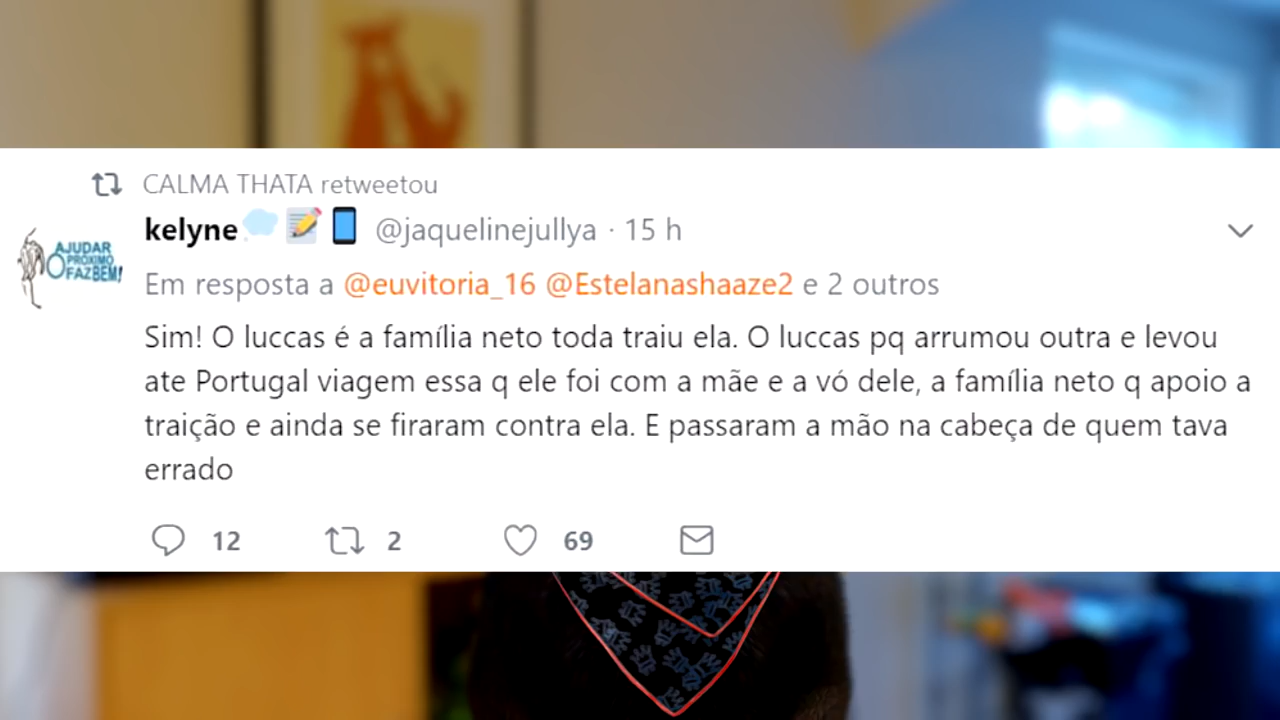 CALMA THATA retweetou
kelyne @jaquelinejullya · 15 h
AJUDAR
O PRÓXIMO
FAZ BEM!
Em resposta a @euvitoria_16 @Estelanashaaze2 e 2 outros
Sim! O luccas é a família neto toda traiu ela. O luccas pq arrumou outra e levou
ate Portugal viagem essa q ele foi com a mãe e a vó dele, a família neto q apoio a
traição e ainda se firaram contra ela. E passaram a mão na cabeça de quem tava
errado
12 2 69